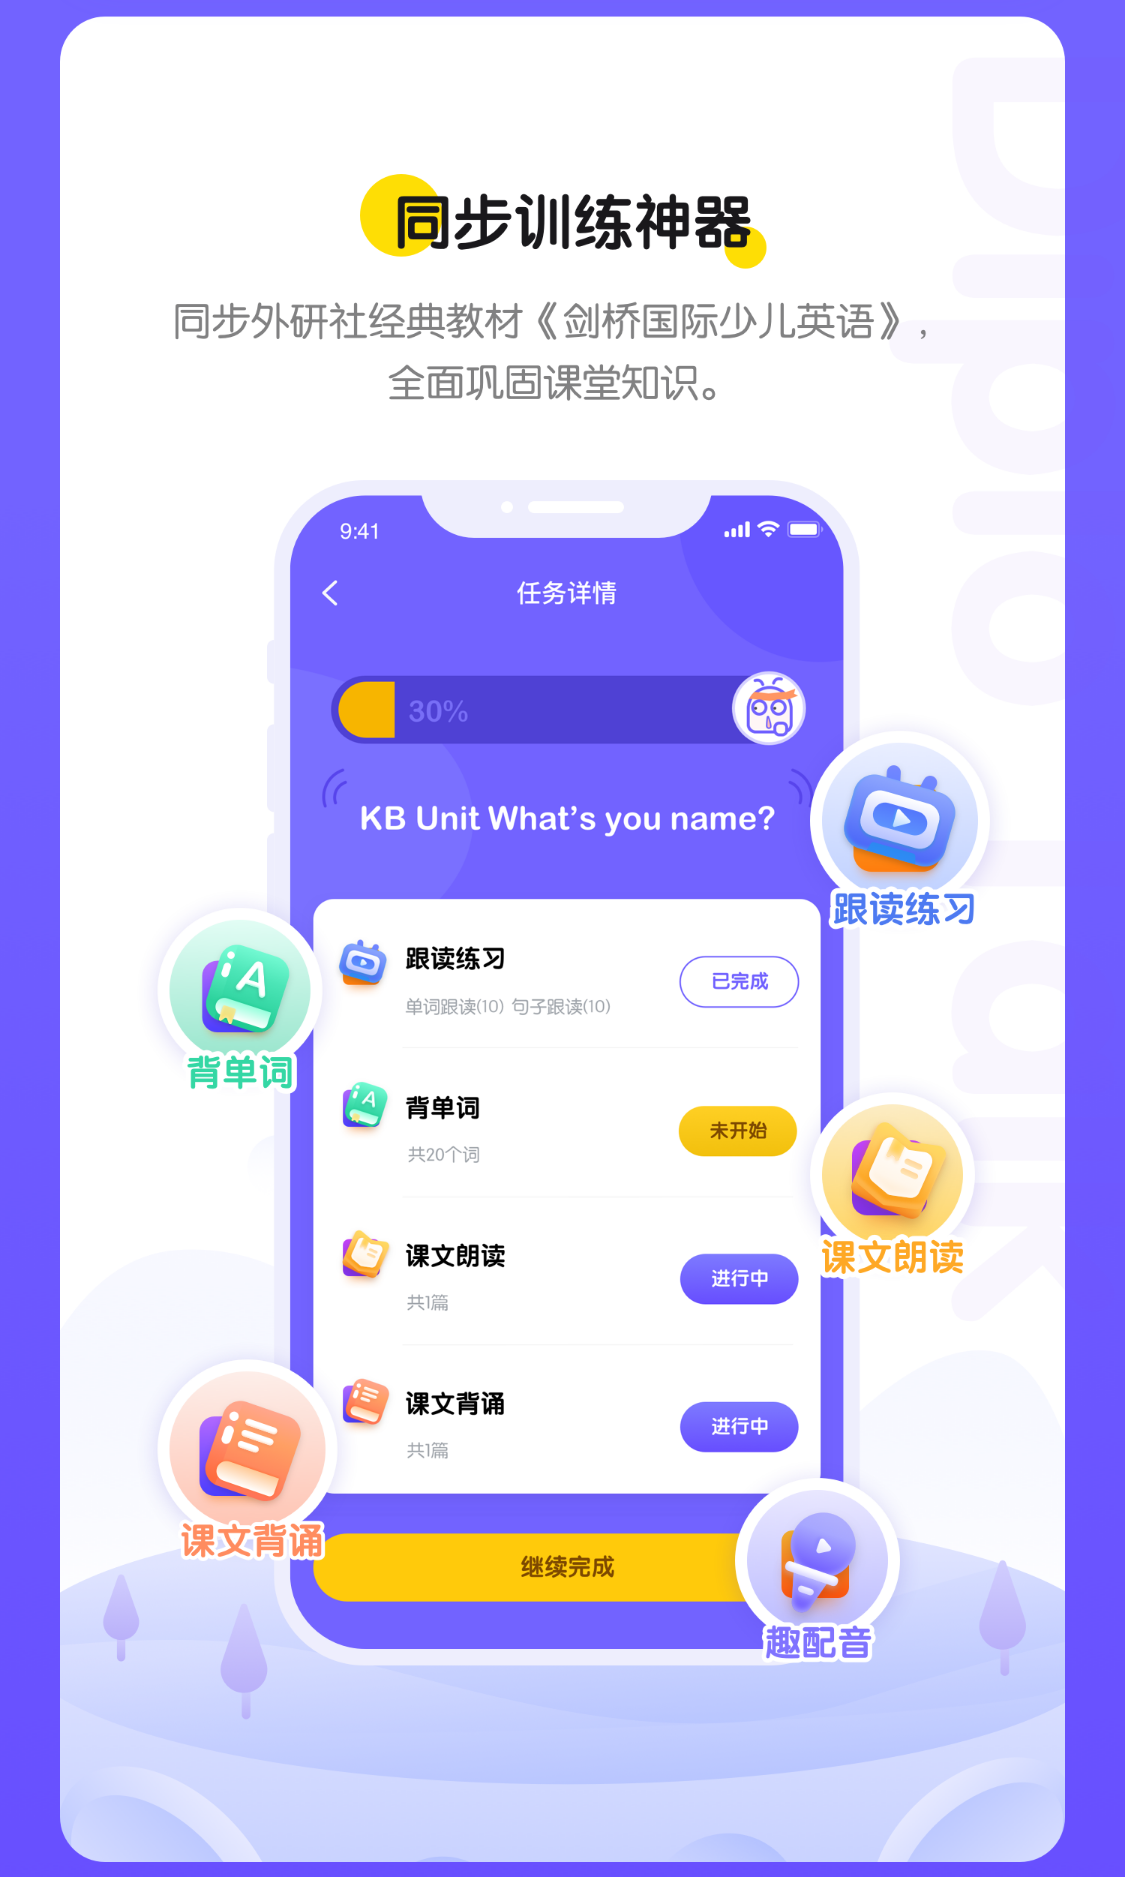 同步训练神器
同步外研社经典教材《剑桥国际少儿英语》,
全面巩固课堂知识。
9:41
任务详情
30%
KB Unit What's you name?
跟读练习
跟读练习
单词跟读(10) 句子跟读(10)
已完成
背单词
背单词
共20个词
未开始
课文朗读
课文朗读
共1篇
进行中
课文背诵
课文背诵
共1篇
进行中
继续完成
趣配音